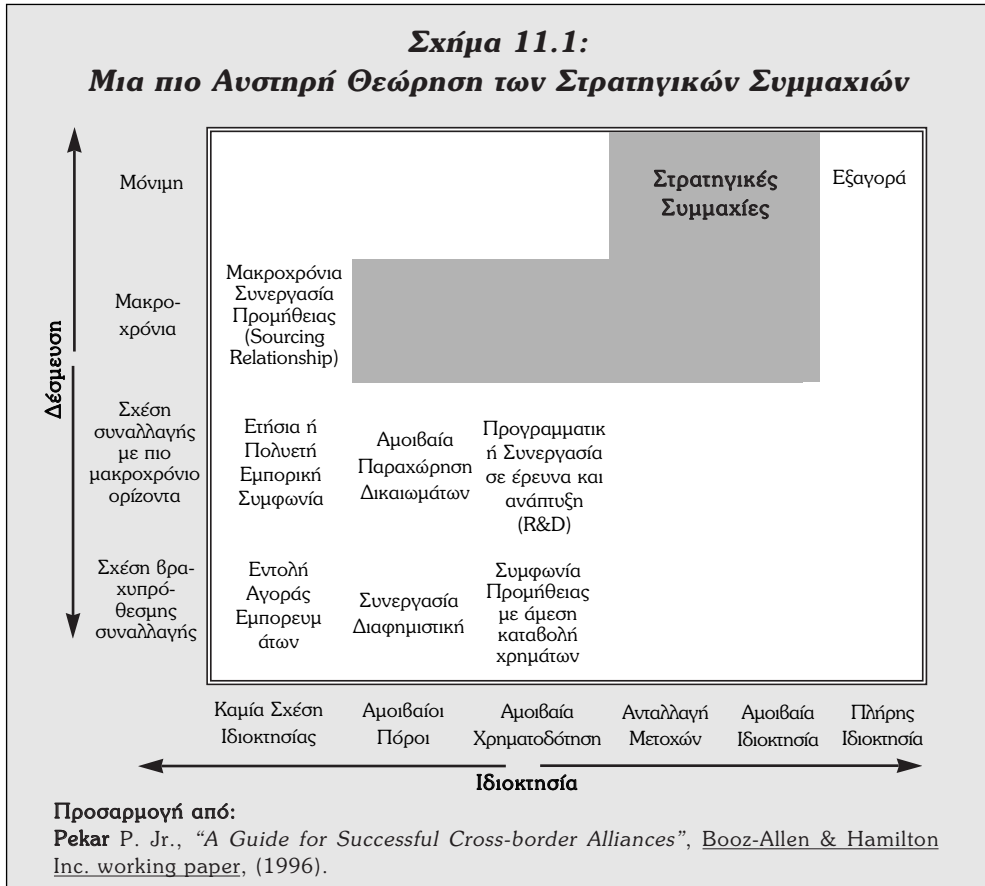 Σχήμα 11.1:
Μια πιο Αυστηρή Θεώρηση των Στρατηγικών Συμμαχιών
Δέσμευση
Μόνιμη
Στρατηγικές
Συμμαχίες
Εξαγορά
Μακρο-
χρόνια
Μακροχρόνια
Συνεργασία
Προμήθειας
(Sourcing
Relationship)
Σχέση
συναλλαγής
με πιο
μακροχρόνιο
ορίζοντα
Ετήσια ή
Πολυετή
Εμπορική
Συμφωνία
Αμοιβαία
Παραχώρηση
Δικαιωμάτων
Προγραμματικ
ή Συνεργασία
σε έρευνα και
ανάπτυξη
(R&D)
Σχέση βρα-
χυπρό-
θεσμης
συναλλαγής
Εντολή
Αγοράς
Εμπορευμ
άτων
Συνεργασία
Διαφημιστική
Συμφωνία
Προμήθειας
με άμεση
καταβολή
χρημάτων
Καμία Σχέση
Ιδιοκτησίας
Αμοιβαίοι
Πόροι
Αμοιβαία
Χρηματοδότηση
Ανταλλαγή
Μετοχών
Αμοιβαία
Ιδιοκτησία
Πλήρης
Ιδιοκτησία
Ιδιοκτησία
Προσαρμογή από:
Pekar P. Jr., “A Guide for Successful Cross-border Alliances”, Booz-Allen & Hamilton
Inc. working paper, (1996).